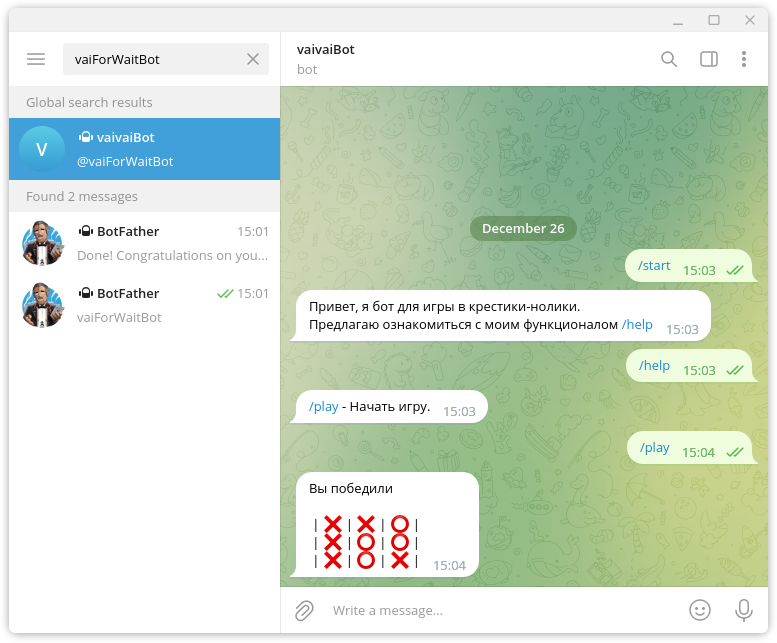 vaiForWaitBot
Global search results
V
vaivaiBot
@vaiForWaitBot
Found 2 messages
BotFather 15:01
Done! Congratulations on you...
BotFather 15:01
vaiForWaitBot
vaivaiBot
bot
December 26
/start 15:03
Привет, я бот для игры в крестики-нолики.
Предлагаю ознакомиться с моим функционалом /help 15:03
/help 15:03
/play - Начать игру. 15:03
/play 15:04
Вы победили
| ❌ | ❌ | ⭕ |
| ❌ | ⭕ | ⭕ |
| ❌ | ⭕ | ❌ |
15:04
Write a message...